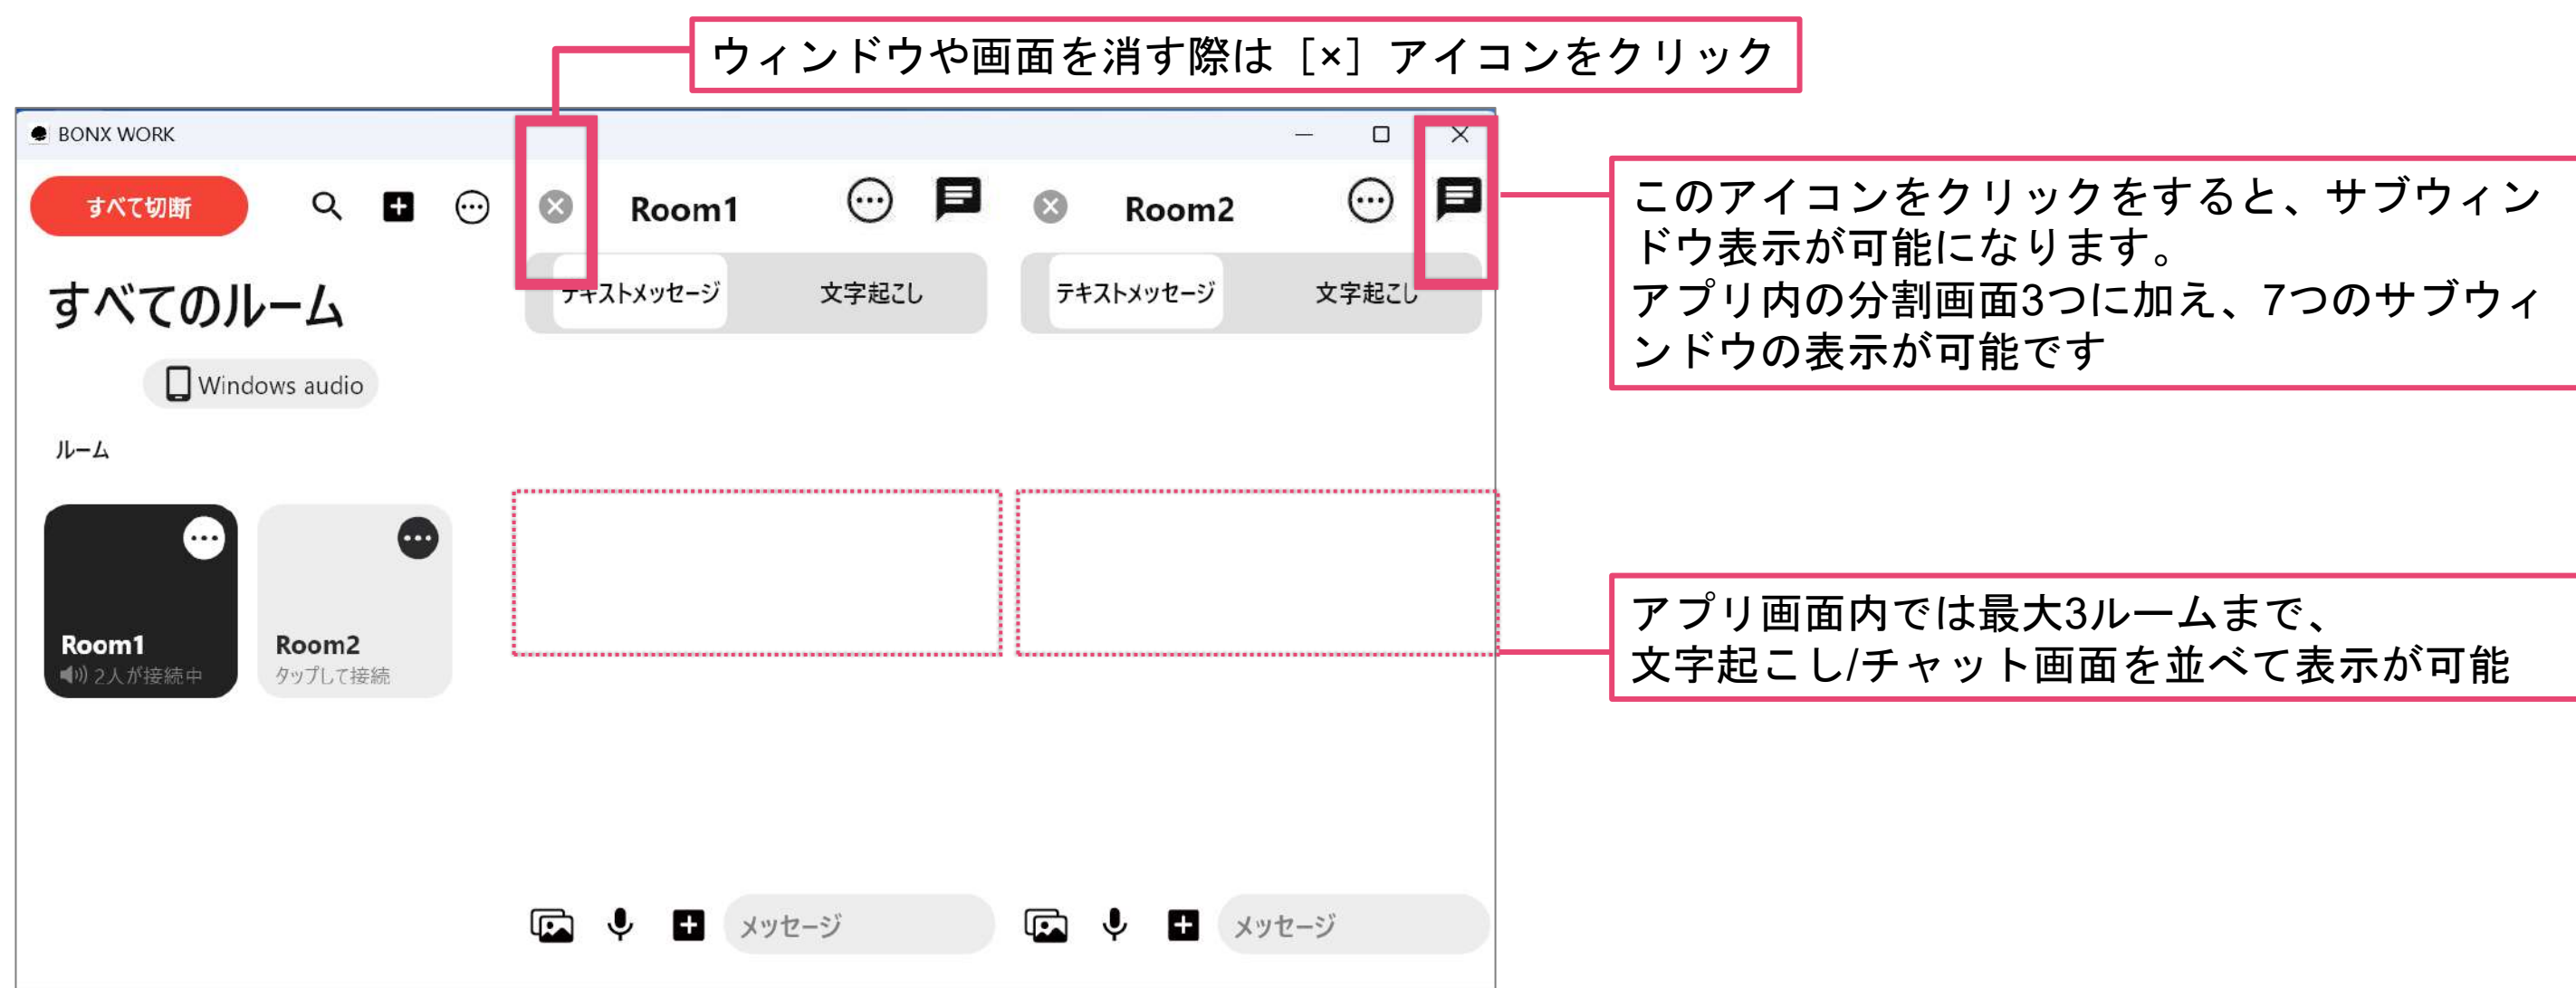 ウィンドウや画面を消す際は［×］アイコンをクリック
BONX WORK
すべて切断
Room1
Room2
このアイコンをクリックをすると、サブウィン
ドウ表示が可能になります。
アプリ内の分割画面3つに加え、7つのサブウィ
ンドウの表示が可能です
すべてのルーム
テキストメッセージ
文字起こし
テキストメッセージ
文字起こし
Windows audio
ルーム
Room1
2人が接続中
Room2
タップして接続
アプリ画面内では最大3ルームまで、
文字起こし/チャット画面を並べて表示が可能
メッセージ
メッセージ